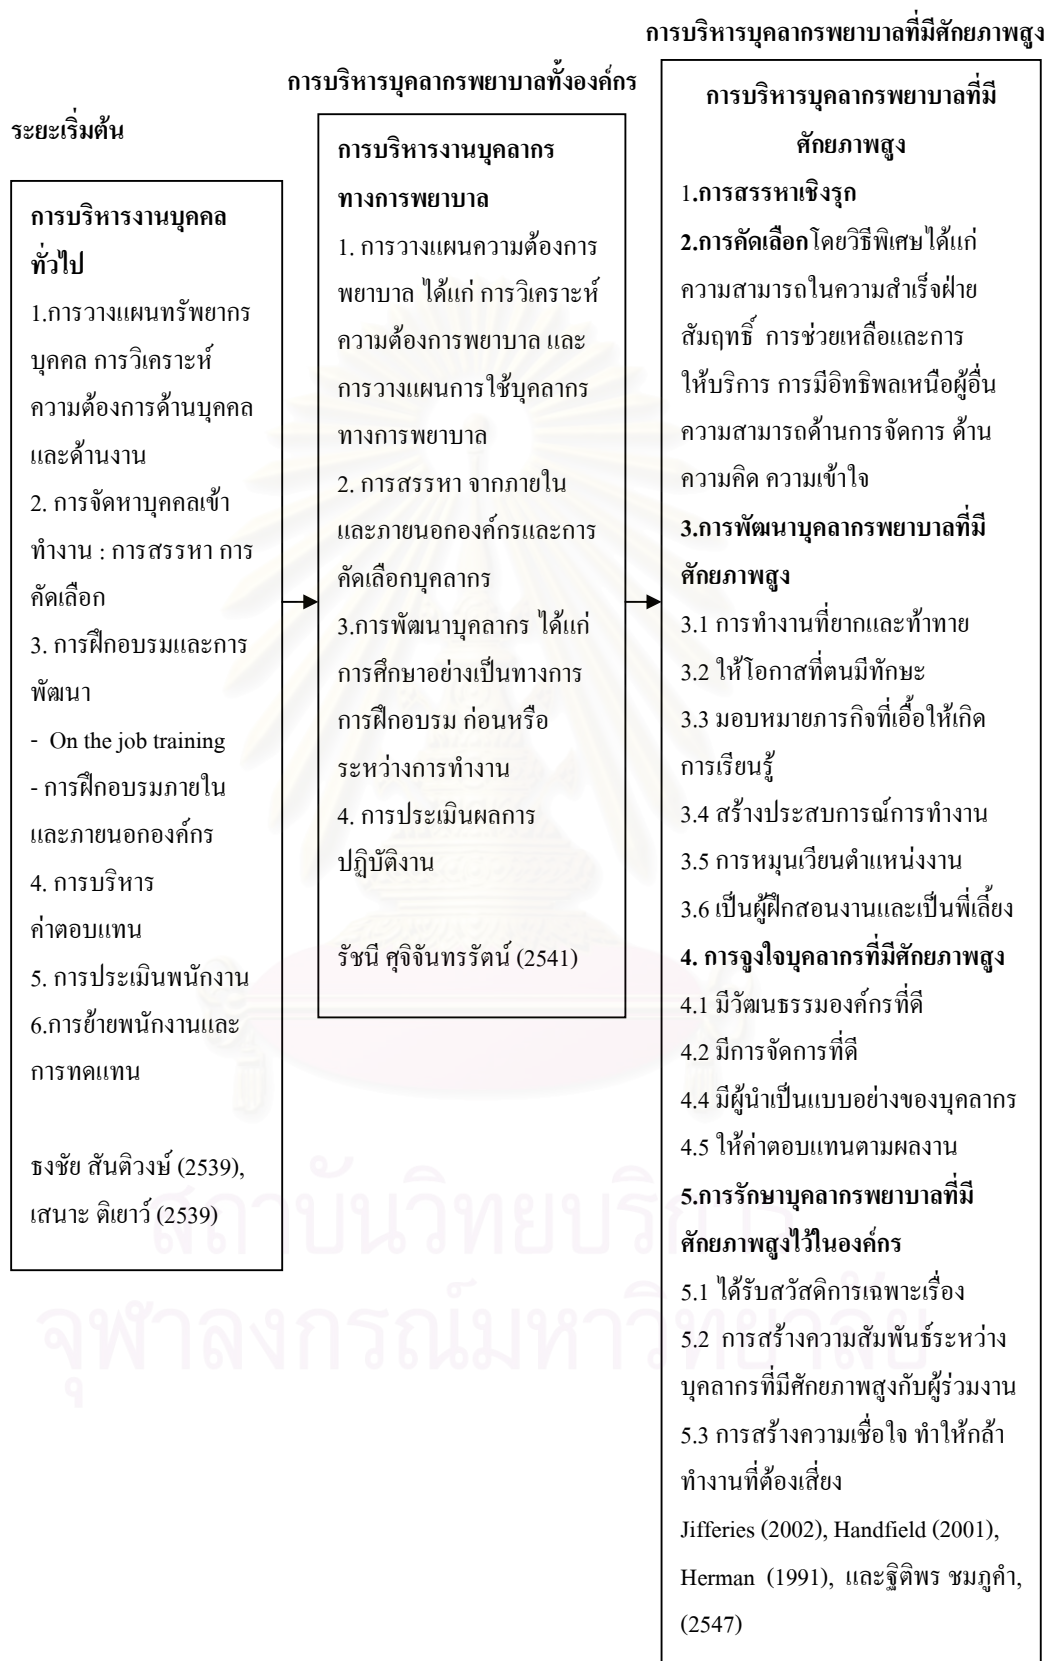 ระยะเริ่มต้น
การบริหารงานบุคคล
ทั่วไป
1.การวางแผนทรัพยากร
บุคคล การวิเคราะห์
ความต้องการด้านบุคคล
และด้านงาน
2. การจัดหาบุคคลเข้า
ทำงาน : การสรรหา การ
คัดเลือก
3. การฝึกอบรมและการ
พัฒนา
- On the job training
- การฝึกอบรมภายใน
และภายนอกองค์กร
4. การบริหาร
ค่าตอบแทน
5. การประเมินพนักงาน
6.การย้ายพนักงานและ
การทดแทน
ธงชัย สันติวงษ์ (2539),
เสนาะ ติเยาว์ (2539)
การบริหารบุคลากรพยาบาลทั้งองค์กร
การบริหารงานบุคลากร
ทางการพยาบาล
1. การวางแผนความต้องการ
พยาบาล ได้แก่ การวิเคราะห์
ความต้องการพยาบาล และ
การวางแผนการใช้บุคลากร
ทางการพยาบาล
2. การสรรหา จากภายใน
และภายนอกองค์กรและการ
คัดเลือกบุคลากร
3.การพัฒนาบุคลากร ได้แก่
การศึกษาอย่างเป็นทางการ
การฝึกอบรม ก่อนหรือ
ระหว่างการทำงาน
4. การประเมินผลการ
ปฏิบัติงาน
รัชนี ศุจิจันทรรัตน์ (2541)
การบริหารบุคลากรพยาบาลที่มีศักยภาพสูง
การบริหารบุคลากรพยาบาลที่มี
ศักยภาพสูง
1.การสรรหาเชิงรุก
2.การคัดเลือกโดยวิธีพิเศษได้แก่
ความสามารถในความสำเร็จฝ่าย
สัมฤทธิ์ การช่วยเหลือและการ
ให้บริการ การมีอิทธิพลเหนือผู้อื่น
ความสามารถด้านการจัดการ ด้าน
ความคิด ความเข้าใจ
3.การพัฒนาบุคลากรพยาบาลที่มี
ศักยภาพสูง
3.1 การทำงานที่ยากและท้าทาย
3.2 ให้โอกาสที่ตนมีทักษะ
3.3 มอบหมายภารกิจที่เอื้อให้เกิด
การเรียนรู้
3.4 สร้างประสบการณ์การทำงาน
3.5 การหมุนเวียนตำแหน่งงาน
3.6 เป็นผู้ฝึกสอนงานและเป็นพี่เลี้ยง
4. การจูงใจบุคลากรที่มีศักยภาพสูง
4.1 มีวัฒนธรรมองค์กรที่ดี
4.2 มีการจัดการที่ดี
4.4 มีผู้นำเป็นแบบอย่างของบุคลากร
4.5 ให้ค่าตอบแทนตามผลงาน
5.การรักษาบุคลากรพยาบาลที่มี
ศักยภาพสูงไว้ในองค์กร
5.1 ได้รับสวัสดิการเฉพาะเรื่อง
5.2 การสร้างความสัมพันธ์ระหว่าง
บุคลากรที่มีศักยภาพสูงกับผู้ร่วมงาน
5.3 การสร้างความเชื่อใจ ทำให้กล้า
ทำงานที่ต้องเสี่ยง
Jifferies (2002), Handfield (2001),
Herman (1991), และฐิติพร ชมภูคำ,
(2547)
สถาบันวิทยบริการ
จุฬาลงกรณ์มหาวิทยาลัย